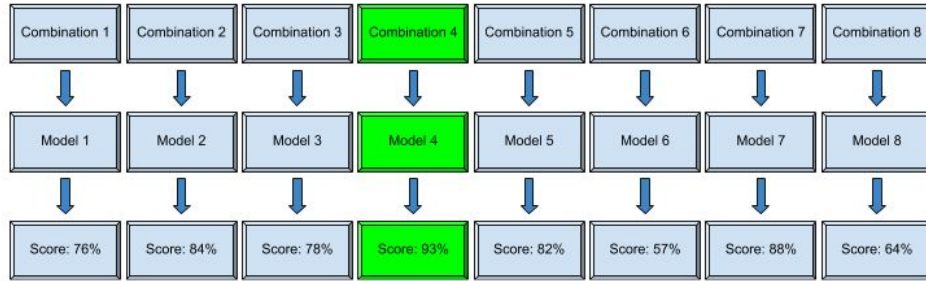 Combination 1
Combination 2
Combination 3
Combination 4
Combination 5
Combination 6
Combination 7
Combination 8
Model 1
Model 2
Model 3
Model 4
Model 5
Model 6
Model 7
Model 8
Score: 76%
Score: 84%
Score: 78%
Score: 93%
Score: 82%
Score: 57%
Score: 88%
Score: 64%